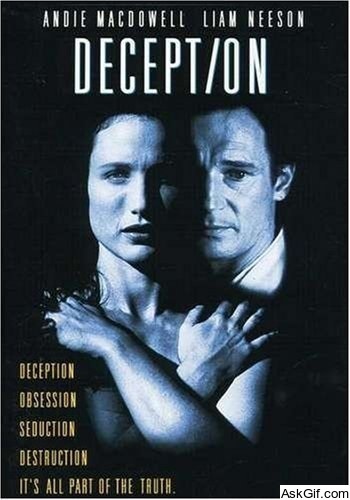 ANDIE MACDOWELL LIAM NEESON
DECEPT/ON
DECEPTION
OBSESSION
SEDUCTION
DESTRUCTION
IT'S ALL PART OF THE TRUTH.
AskGif.com